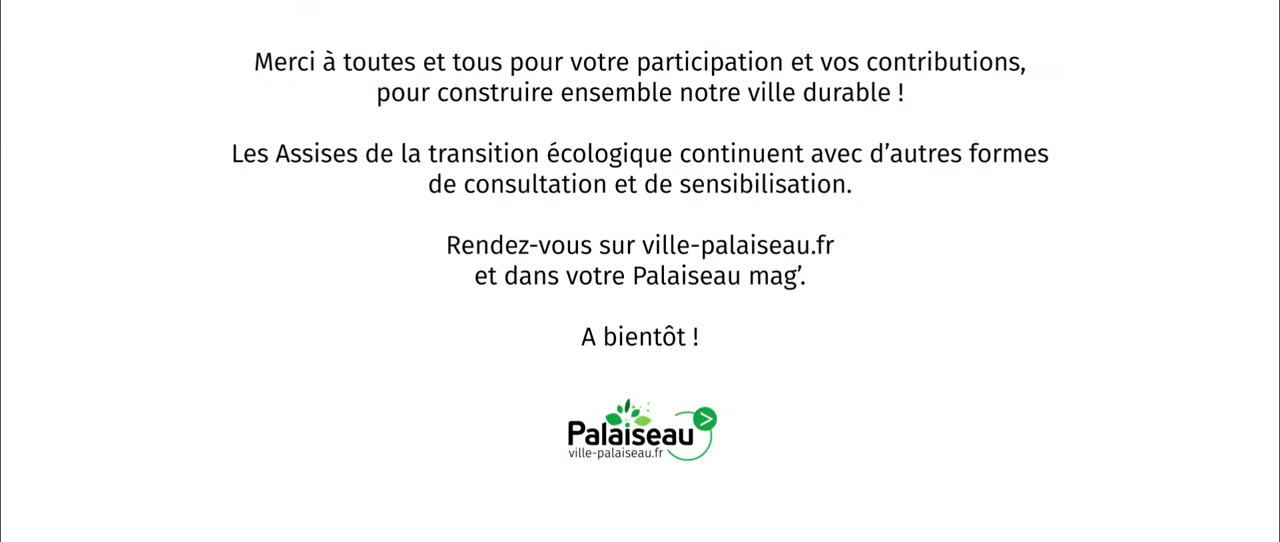 Merci à toutes et tous pour votre participation et vos contributions,
pour construire ensemble notre ville durable !
Les Assises de la transition écologique continuent avec d’autres formes
de consultation et de sensibilisation.
Rendez-vous sur ville-palaiseau.fr
et dans votre Palaiseau mag’.
A bientôt !
Palaiseau
ville-palaiseau.fr